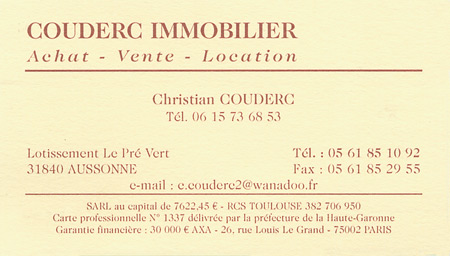 COUDERC IMMOBILIER
Achat - Vente - Location
Christian COUDERC
Tél. 06 15 73 68 53
Lotissement Le Pré Vert
31840 AUSSONNE
Tél. : 05 61 85 10 92
Fax : 05 61 85 29 55
e-mail : c.couderc2@wanadoo.fr
SARL au capital de 7622,45 € - RCS TOULOUSE 382 706 950
Carte professionnelle N° 1337 délivrée par la préfecture de la Haute-Garonne
Garantie financière : 30 000 € AXA - 26, rue Louis Le Grand - 75002 PARIS